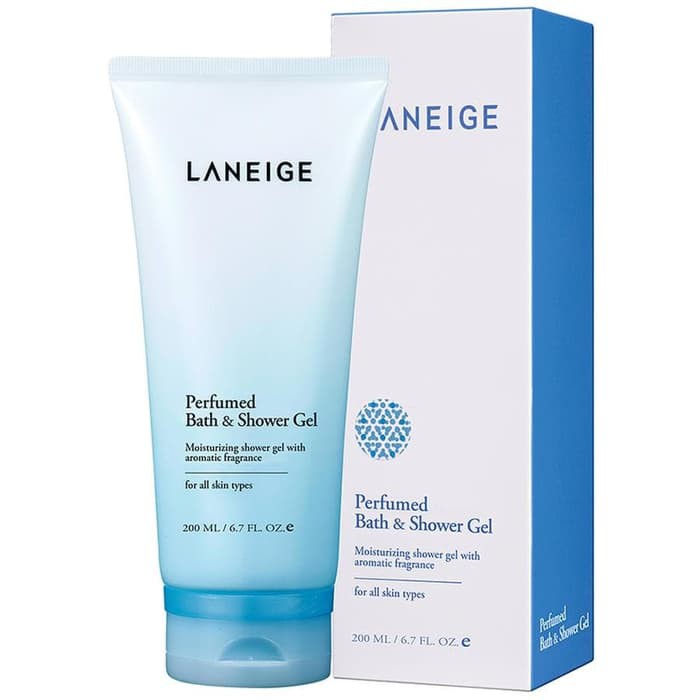 LANEIGE
Perfumed
Bath & Shower Gel
Moisturizing shower gel with
aromatic fragrance
for all skin types
200 ML / 6.7 FL. OZ. e
ANEIGE
Perfumed
Bath & Shower Gel
Moisturizing shower gel with
aromatic fragrance
for all skin types
200 ML / 6.7 FL. OZ. e
Perfumed
Bath & Shower Gel